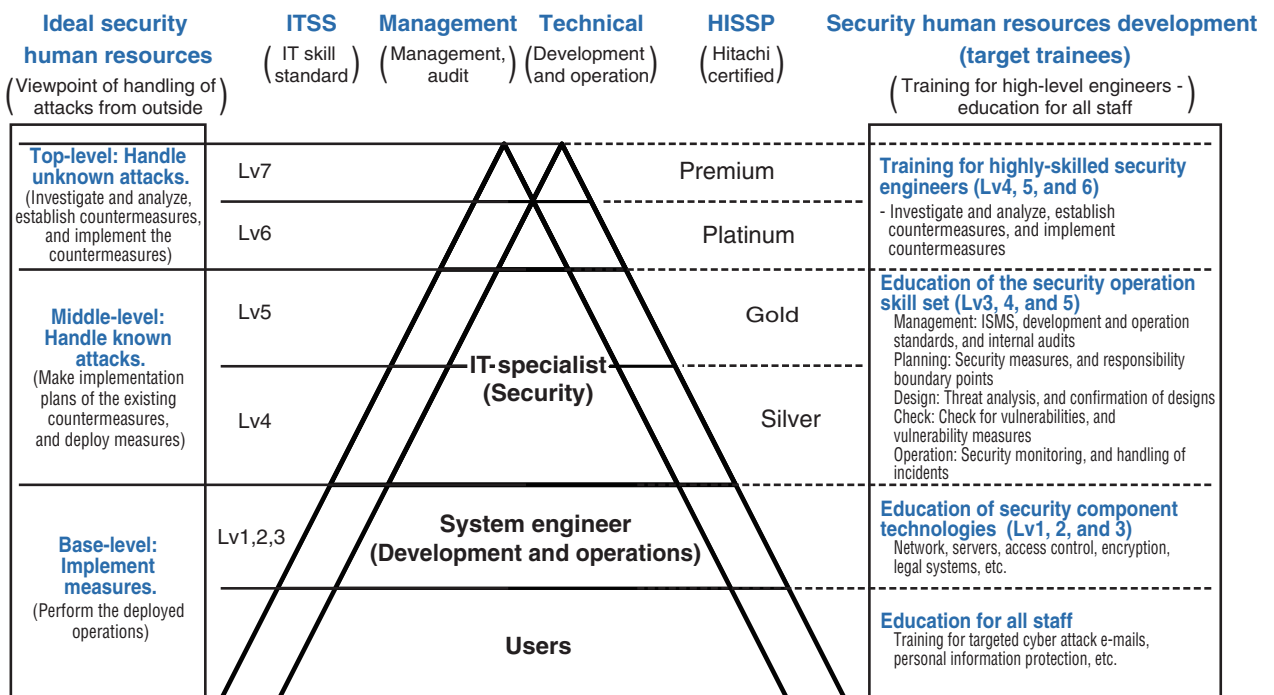 Ideal security
human resources
(Viewpoint of handling of
attacks from outside)
ITSS
(IT skill
standard)
Management
(Management,
audit)
Technical
(Development
and operation)
HISSP
(Hitachi
certified)
Security human resources development
(target trainees)
(Training for high-level engineers -
education for all staff)
Top-level: Handle
unknown attacks.
(Investigate and analyze,
establish countermeasures,
and implement the
countermeasures)
Middle-level:
Handle known
attacks.
(Make implementation
plans of the existing
countermeasures,
and deploy measures)
Base-level:
Implement
measures.
(Perform the deployed
operations)
Lv7
Lv6
Lv5
Lv4
Lv1,2,3
IT-specialist
(Security)
System engineer
(Development and operations)
Users
Premium
Platinum
Gold
Silver
Training for highly-skilled security
engineers (Lv4, 5, and 6)
- Investigate and analyze, establish
countermeasures, and implement
countermeasures
Education of the security operation
skill set (Lv3, 4, and 5)
Management: ISMS, development and operation
standards, and internal audits
Planning: Security measures, and responsibility
boundary points
Design: Threat analysis, and confirmation of designs
Check: Check for vulnerabilities, and
vulnerability measures
Operation: Security monitoring, and handling of
incidents
Education of security component
technologies (Lv1, 2, and 3)
Network, servers, access control, encryption,
legal systems, etc.
Education for all staff
Training for targeted cyber attack e-mails,
personal information protection, etc.